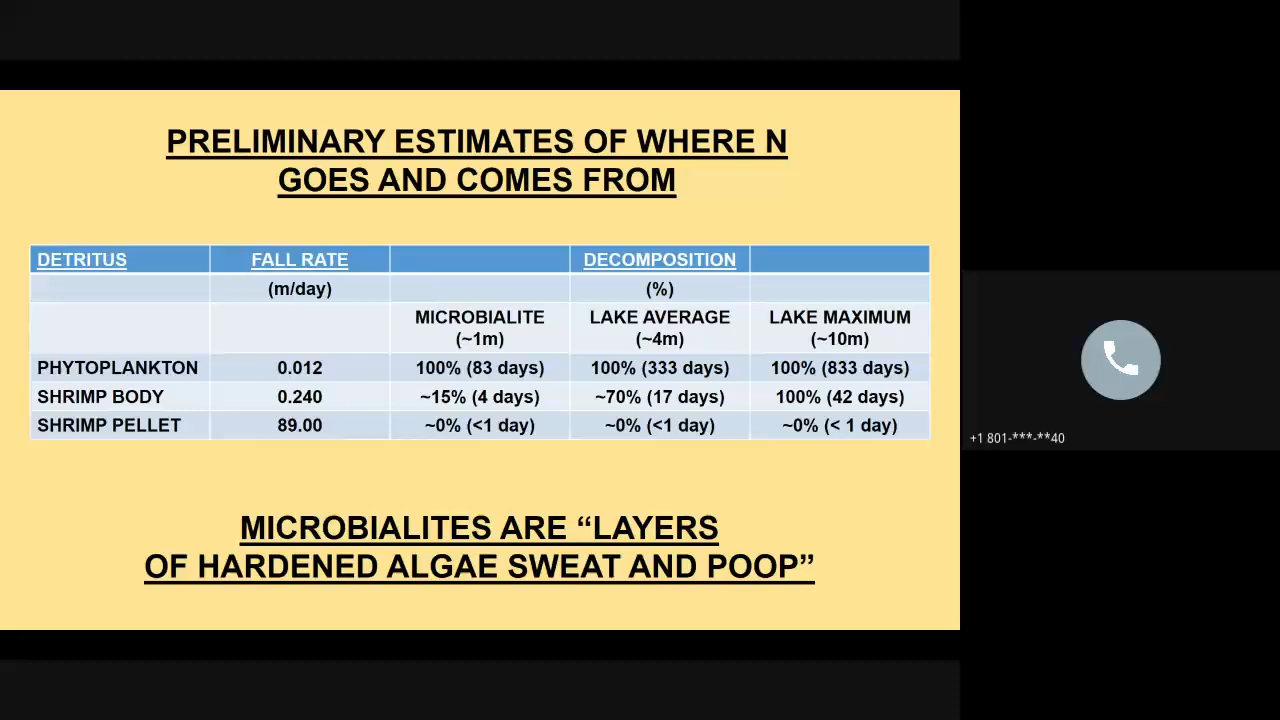 PRELIMINARY ESTIMATES OF WHERE N
GOES AND COMES FROM
DETRITUS FALL RATE DECOMPOSITION
(m/day) (%)
MICROBIALITE LAKE AVERAGE LAKE MAXIMUM
(~1m) (~4m) (~10m)
PHYTOPLANKTON 0.012 100% (83 days) 100% (333 days) 100% (833 days)
SHRIMP BODY 0.240 ~15% (4 days) ~70% (17 days) 100% (42 days)
SHRIMP PELLET 89.00 ~0% (<1 day) ~0% (<1 day) ~0% (< 1 day)
MICROBIALITES ARE “LAYERS
OF HARDENED ALGAE SWEAT AND POOP”
+1 801-***-**40